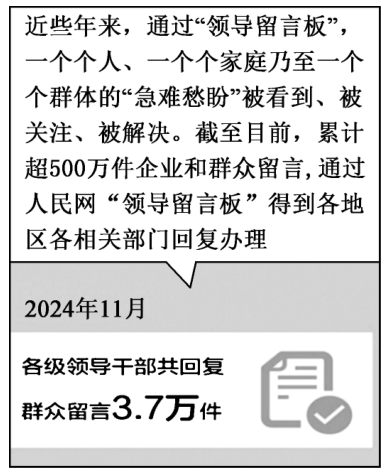 近些年来，通过“领导留言板”，
一个个人、一个个家庭乃至一个
个群体的“急难愁盼”被看到、被
关注、被解决。截至目前，累计
超500万件企业和群众留言,通过
人民网“领导留言板”得到各地
区各相关部门回复办理
2024年11月
各级领导干部共回复
群众留言3.7万件